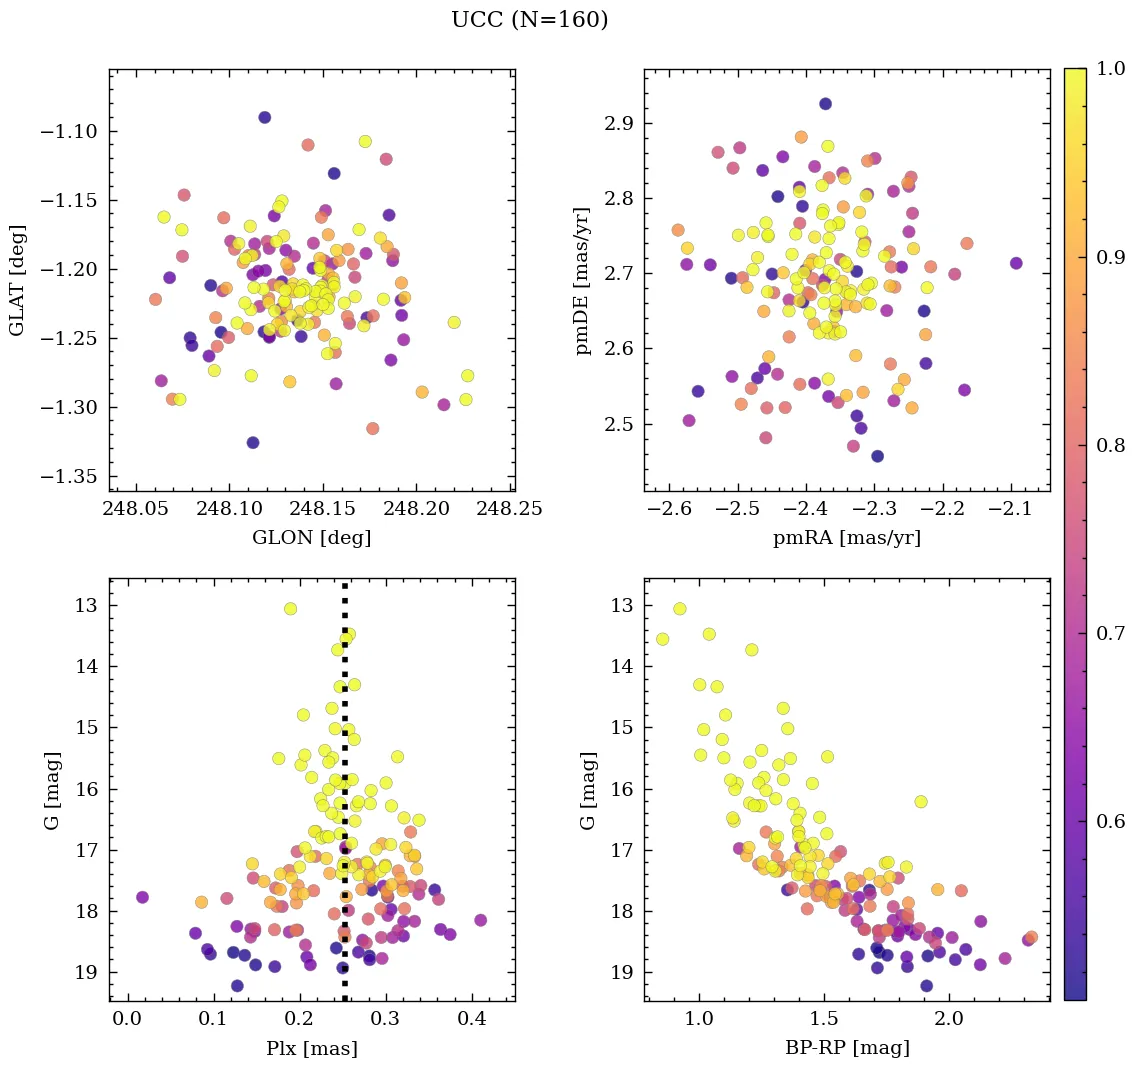 UCC (N=160)
−1.10
−1.15
−1.20
−1.25
−1.30
−1.35
GLAT [deg]
248.05 248.10 248.15 248.20 248.25
GLON [deg]
2.9
2.8
2.7
2.6
2.5
pmDE [mas/yr]
−2.6 −2.5 −2.4 −2.3 −2.2 −2.1
pmRA [mas/yr]
1.0
0.9
0.8
0.7
0.6
13
14
15
16
17
18
19
G [mag]
0.0 0.1 0.2 0.3 0.4
Plx [mas]
13
14
15
16
17
18
19
G [mag]
1.0 1.5 2.0
BP-RP [mag]